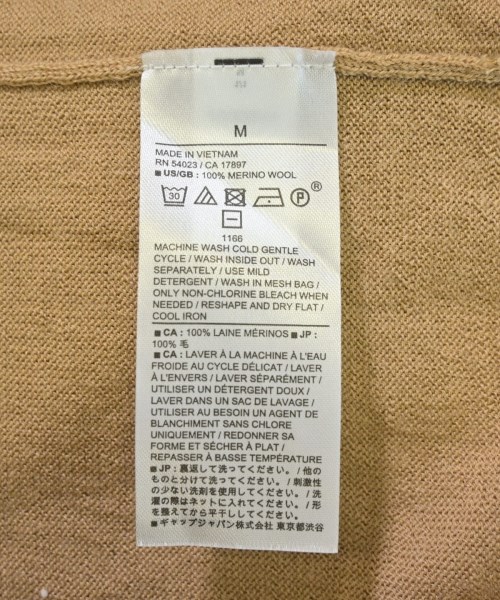 M
MADE IN VIETNAM
RN 54023 / CA 17897
■ US/GB : 100% MERINO WOOL
30 P ®
1166
MACHINE WASH COLD GENTLE
CYCLE / WASH INSIDE OUT / WASH
SEPARATELY / USE MILD
DETERGENT / WASH IN MESH BAG /
ONLY NON-CHLORINE BLEACH WHEN
NEEDED / RESHAPE AND DRY FLAT /
COOL IRON
■ CA : 100% LAINE MÉRINOS ■ JP :
100% 毛
■ CA : LAVER À LA MACHINE À L'EAU
FROIDE AU CYCLE DÉLICAT / LAVER
À L'ENVERS / LAVER SÉPARÉMENT /
UTILISER UN DÉTERGENT DOUX /
LAVER DANS UN SAC DE LAVAGE /
UTILISER AU BESOIN UN AGENT DE
BLANCHIMENT SANS CHLORE
UNIQUEMENT / REDONNER SA
FORME ET SÉCHER À PLAT /
REPASSER À BASSE TEMPÉRATURE
■ JP : 裏返して洗ってください。/ 他の
ものと分けて洗ってください。/ 刺激性
の少ない洗剤を使用してください。/ 洗
濯の際はネットに入れてください。/ 形
を整えてから平干ししてください。
■ ギャップジャパン株式会社 東京都渋谷